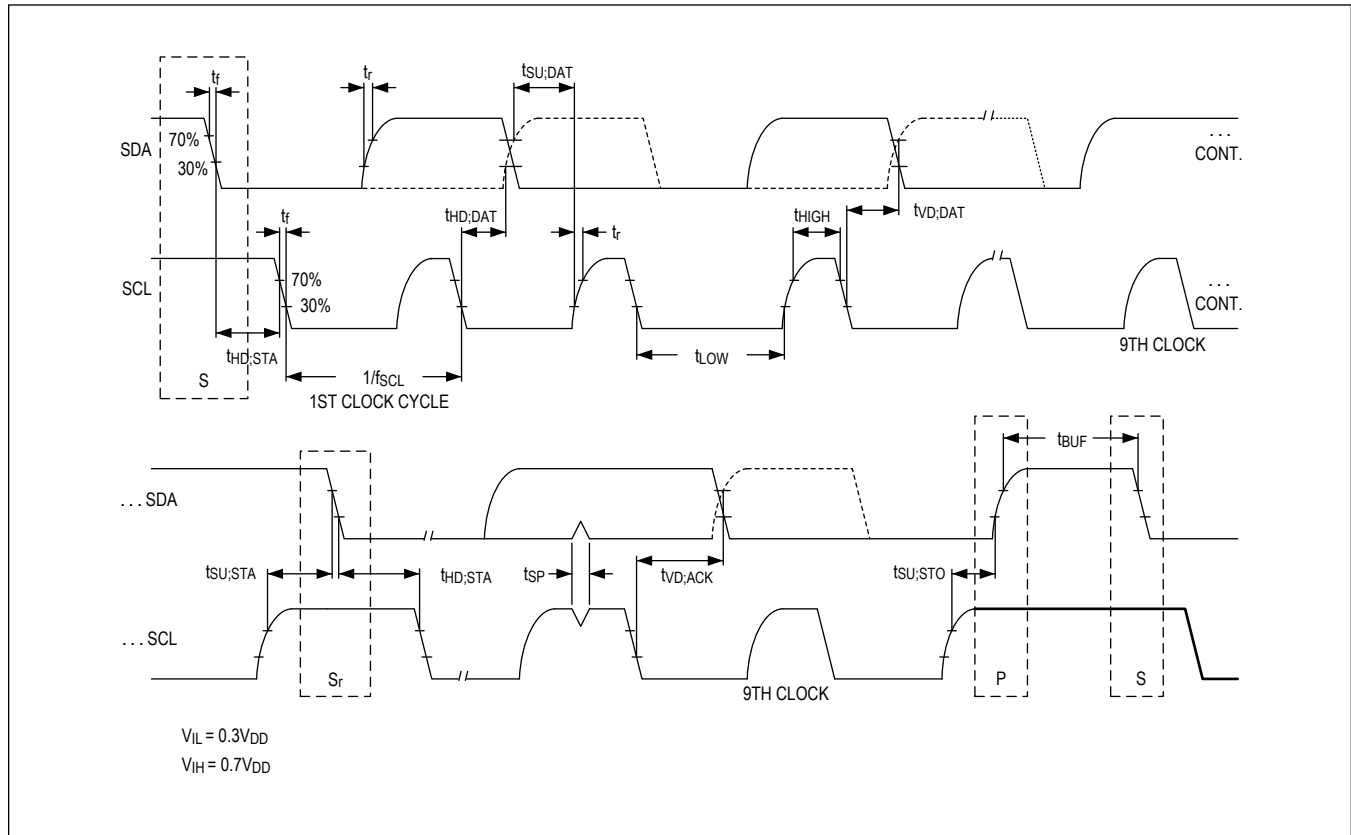 tf
tr
tSU;DAT
70%
SDA
30%
. . .
CONT.
tf
tHD;DAT
tr
tHIGH
tVD;DAT
70%
SCL
30%
. . .
CONT.
tHD;STA
tLOW
9TH CLOCK
S
1/fSCL
1ST CLOCK CYCLE
tBUF
. . . SDA
tSU;STA
tHD;STA
tSP
tVD;ACK
tSU;STO
. . . SCL
Sr
9TH CLOCK
P
S
VIL = 0.3VDD
VIH = 0.7VDD